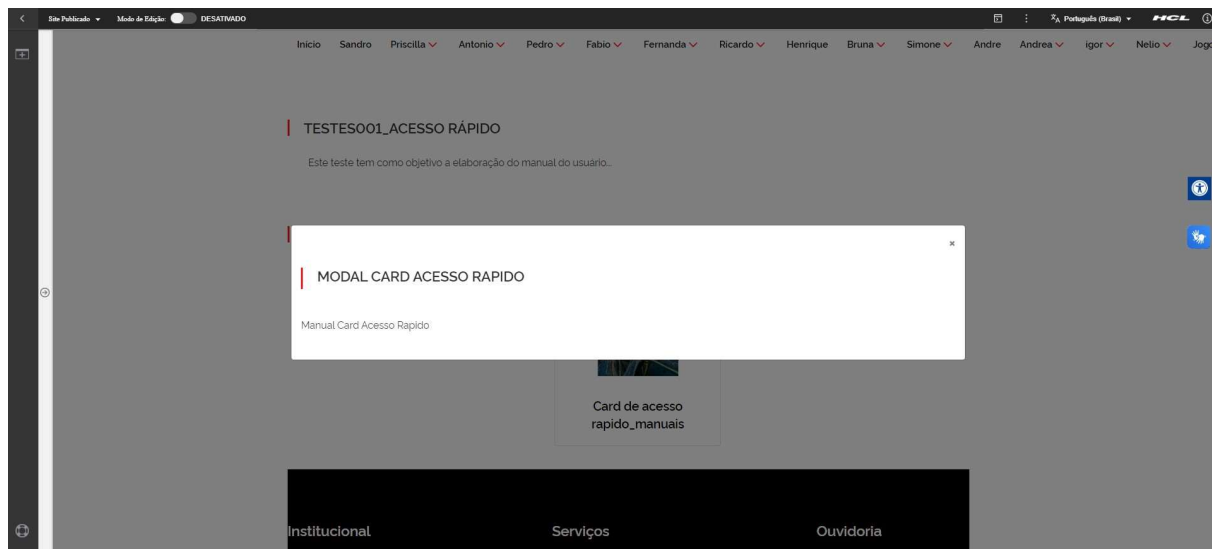 Site Publicado Modo de Edição: DESATIVADO Português (Brasil) HCL
Início Sandro Priscilla Antonio Pedro Fabio Fernanda Ricardo Henrique Bruna Simone Andre Andrea igor Nelio Jogo
TESTES001_ACESSO RÁPIDO
Este teste tem como objetivo a elaboração do manual do usuário...
×
MODAL CARD ACESSO RAPIDO
Manual Card Acesso Rapido
Card de acesso
rapido_manuais
Institucional Serviços Ouvidoria